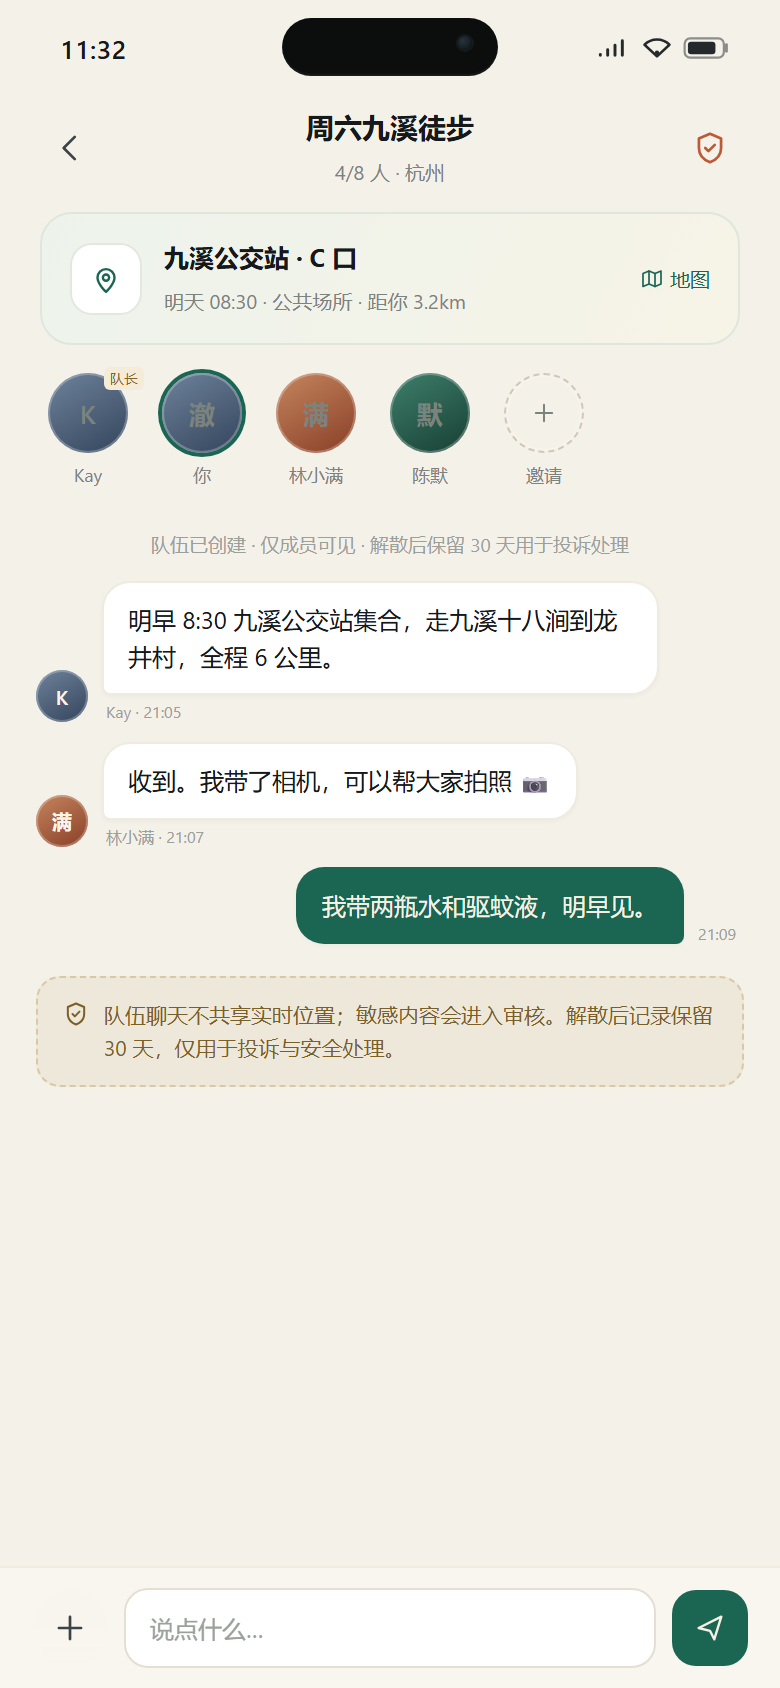 11:32
周六九溪徒步
4/8 人 · 杭州
九溪公交站 · C 口
明天 08:30 · 公共场所 · 距你 3.2km
地图
队长
K
澈
满
默
Kay
你
林小满
陈默
邀请
队伍已创建 · 仅成员可见 · 解散后保留 30 天用于投诉处理
明早 8:30 九溪公交站集合，走九溪十八涧到龙
井村，全程 6 公里。
K
Kay · 21:05
收到。我带了相机，可以帮大家拍照 📷
满
林小满 · 21:07
我带两瓶水和驱蚊液，明早见。
21:09
队伍聊天不共享实时位置；敏感内容会进入审核。解散后记录保留
30 天，仅用于投诉与安全处理。
说点什么...